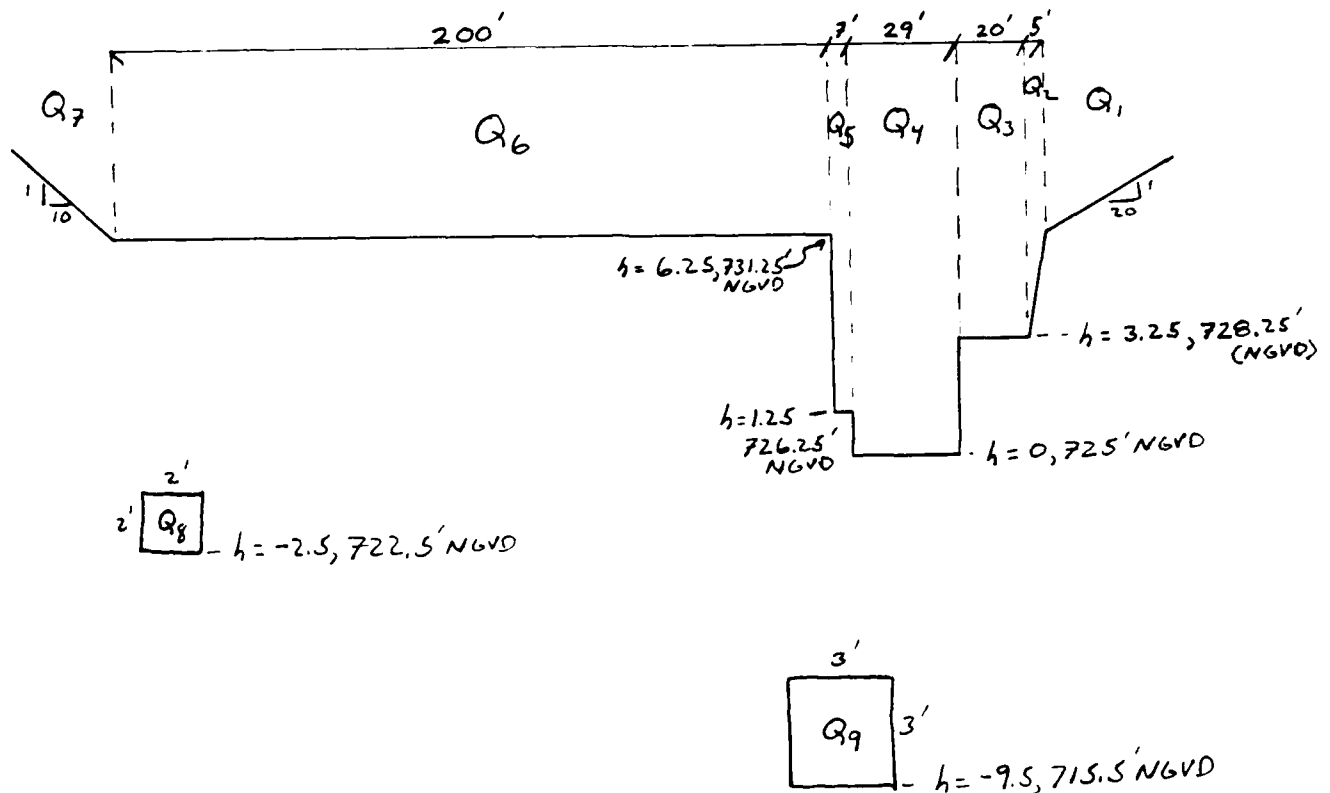 200' 7' 29' 20' 5'
Q7 Q6 Q5 Q4 Q3 Q2 Q1
1
10
1
20
h = 6.25, 731.25'
NGVD
h = 3.25, 728.25'
(NGVD)
h = 1.25
726.25'
NGVD
h = 0, 725' NGVD
2'
2' Q8
h = -2.5, 722.5' NGVD
3'
Q9 3'
h = -9.5, 715.5' NGVD